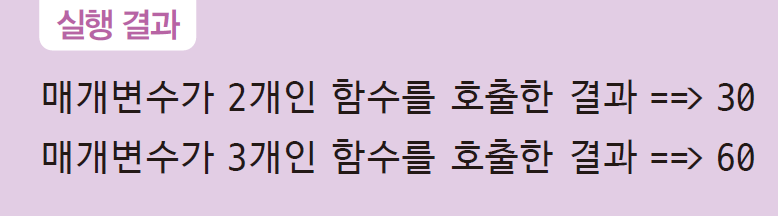 실행 결과
매개변수가 2개인 함수를 호출한 결과 ==> 30
매개변수가 3개인 함수를 호출한 결과 ==> 60